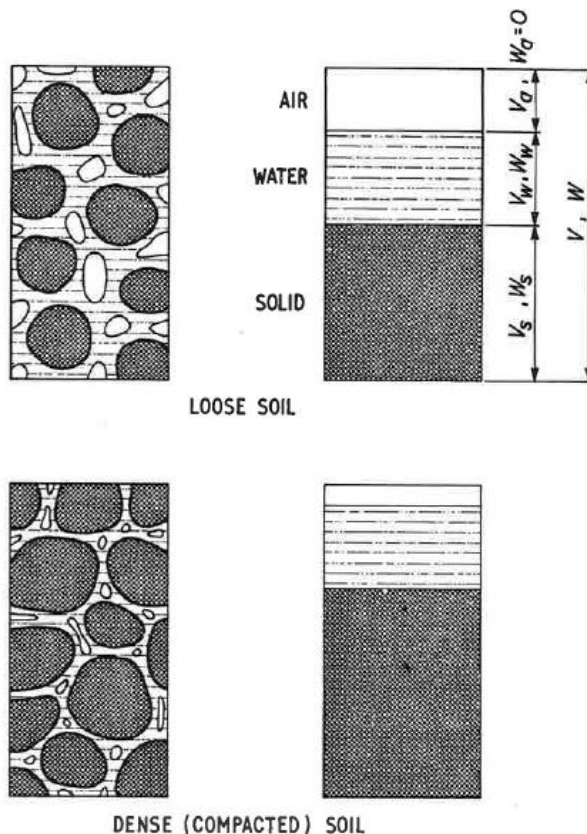 AIR
WATER
SOLID
Wa=0
Va,
Vw, Ww
Vs, Ws
V, W
LOOSE SOIL
DENSE (COMPACTED) SOIL